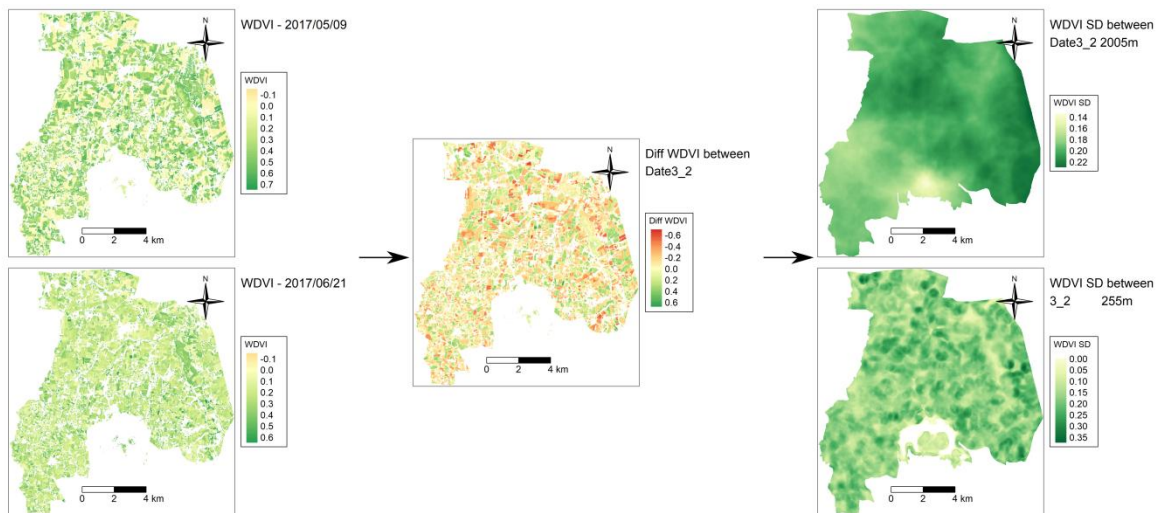 N
WDVI - 2017/05/09
WDVI
-0.1
0.0
0.1
0.2
0.3
0.4
0.5
0.6
0.7
0 2 4 km
N
WDVI - 2017/06/21
WDVI
-0.1
0.0
0.1
0.2
0.3
0.4
0.5
0.6
0 2 4 km
N
Diff WDVI between
Date3_2
Diff WDVI
-0.6
-0.4
-0.2
0.0
0.2
0.4
0.6
0 2 4 km
N
WDVI SD between
Date3_2 2005m
WDVI SD
0.14
0.16
0.18
0.20
0.22
0 2 4 km
N
WDVI SD between
3_2 255m
WDVI SD
0.00
0.05
0.10
0.15
0.20
0.25
0.30
0.35
0 2 4 km